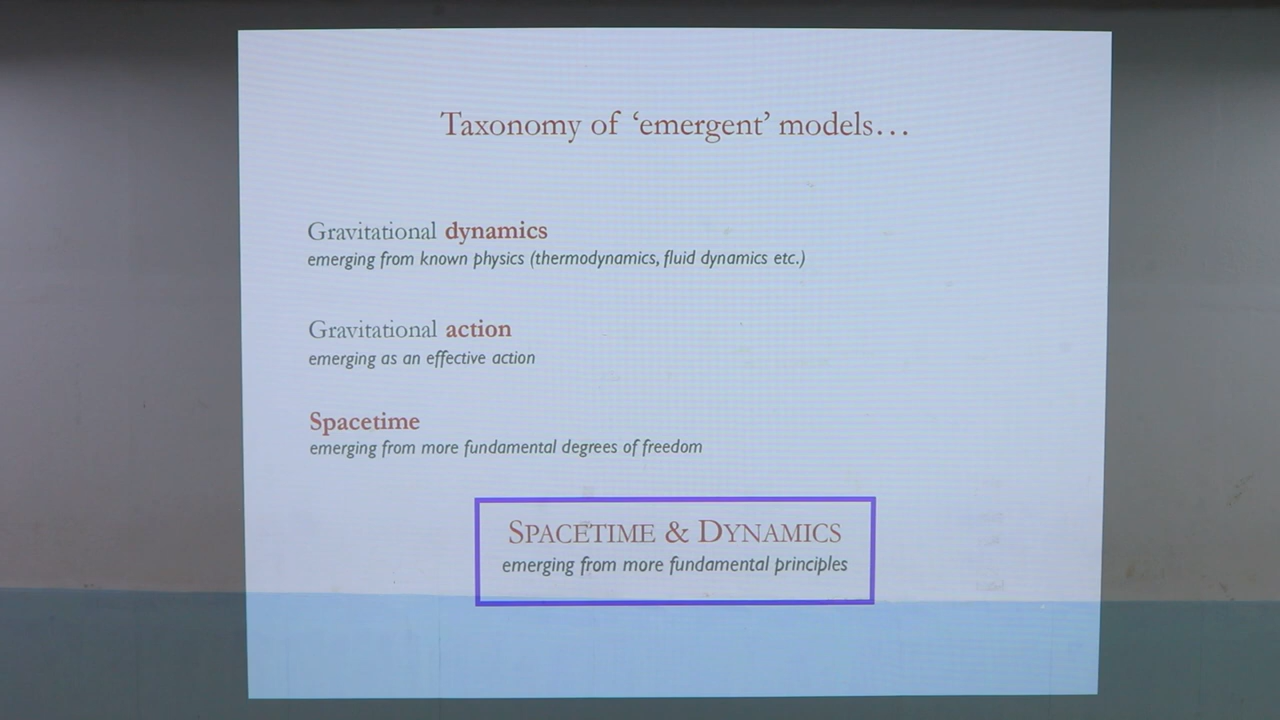 Taxonomy of ‘emergent’ models…
Gravitational dynamics
emerging from known physics (thermodynamics, fluid dynamics etc.)
Gravitational action
emerging as an effective action
Spacetime
emerging from more fundamental degrees of freedom
SPACETIME & DYNAMICS
emerging from more fundamental principles